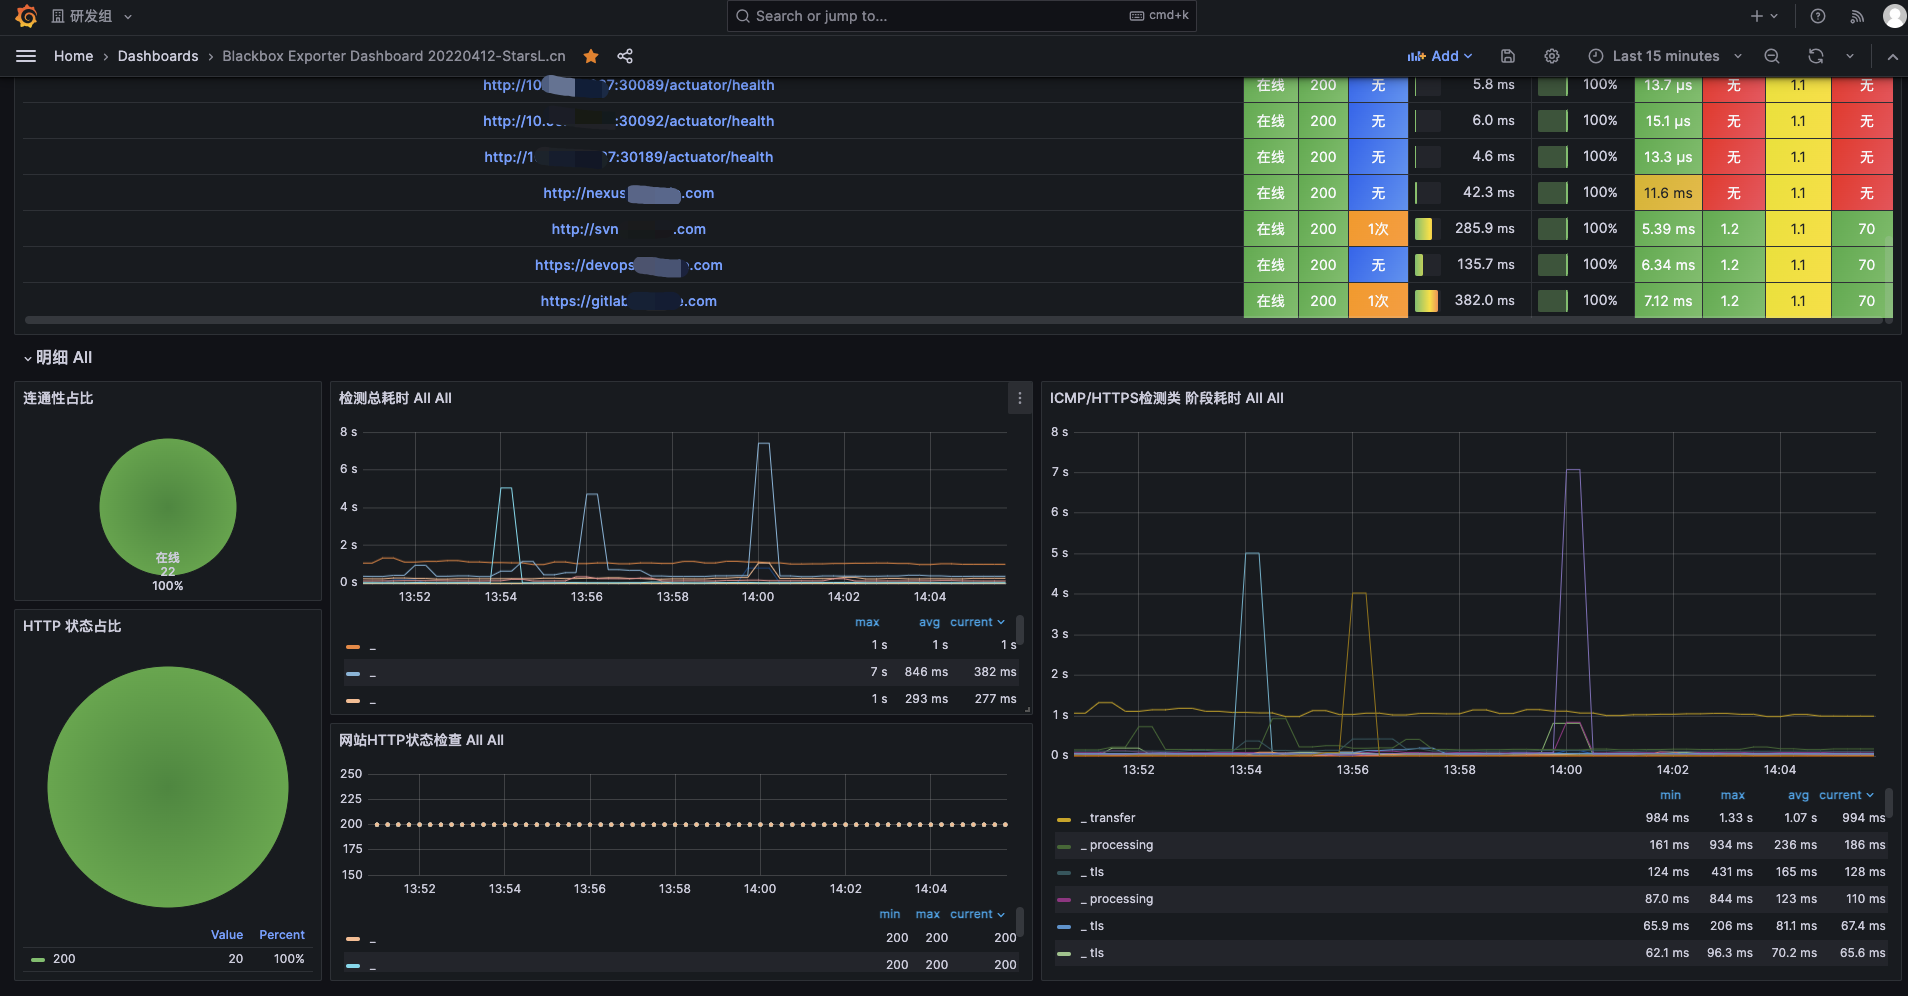 研发组
Search or jump to...
cmd+k
Home › Dashboards › Blackbox Exporter Dashboard 20220412-StarsL.cn
Add
Last 15 minutes
http://10 7:30089/actuator/health 在线 200 无 5.8 ms 100% 13.7 µs 无 1.1 无
http://10. :30092/actuator/health 在线 200 无 6.0 ms 100% 15.1 µs 无 1.1 无
http://1 7:30189/actuator/health 在线 200 无 4.6 ms 100% 13.3 µs 无 1.1 无
http://nexus .com 在线 200 无 42.3 ms 100% 11.6 ms 无 1.1 无
http://svn .com 在线 200 1次 285.9 ms 100% 5.39 ms 1.2 1.1 70
https://devops .com 在线 200 无 135.7 ms 100% 6.34 ms 1.2 1.1 70
https://gitlab e.com 在线 200 1次 382.0 ms 100% 7.12 ms 1.2 1.1 70
明细 All
连通性占比
在线
22
100%
HTTP 状态占比
Value Percent
200 20 100%
检测总耗时 All All
8 s
6 s
4 s
2 s
0 s
13:52 13:54 13:56 13:58 14:00 14:02 14:04
max avg current
_ 1 s 1 s 1 s
_ 7 s 846 ms 382 ms
_ 1 s 293 ms 277 ms
网站HTTP状态检查 All All
250
225
200
175
150
13:52 13:54 13:56 13:58 14:00 14:02 14:04
min max current
_ 200 200 200
_ 200 200 200
ICMP/HTTPS检测类 阶段耗时 All All
8 s
7 s
6 s
5 s
4 s
3 s
2 s
1 s
0 s
13:52 13:54 13:56 13:58 14:00 14:02 14:04
min max avg current
_ transfer 984 ms 1.33 s 1.07 s 994 ms
_ processing 161 ms 934 ms 236 ms 186 ms
_ tls 124 ms 431 ms 165 ms 128 ms
_ processing 87.0 ms 844 ms 123 ms 110 ms
_ tls 65.9 ms 206 ms 81.1 ms 67.4 ms
_ tls 62.1 ms 96.3 ms 70.2 ms 65.6 ms